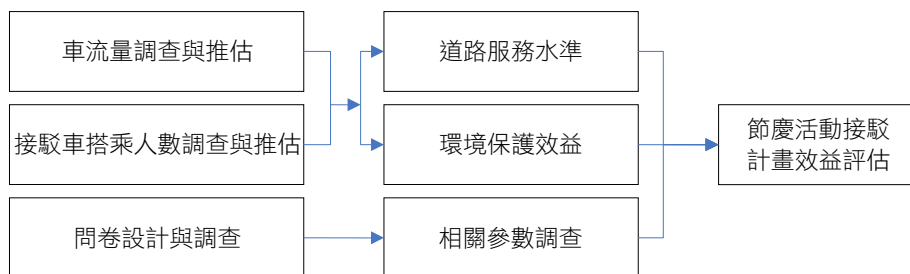 車流量調查與推估
道路服務水準
接駁車搭乘人數調查與推估
環境保護效益
節慶活動接駁
計畫效益評估
問卷設計與調查
相關參數調查